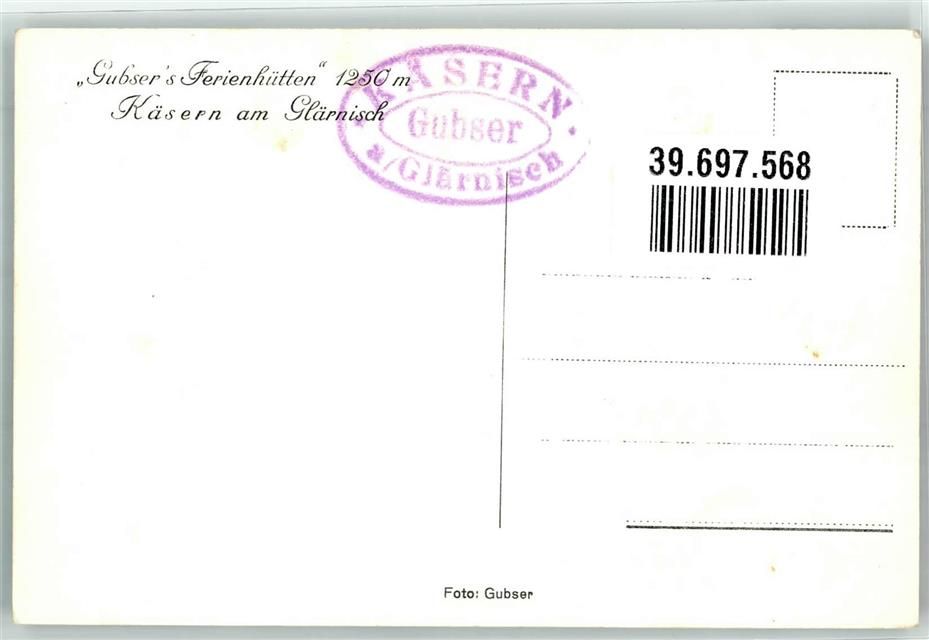 „Gubser's Ferienhütten“ 1250 m
Käsern am Glärnisch
KÄSERN
Gubser
a/Glärnisch
39.697.568
Foto: Gubser